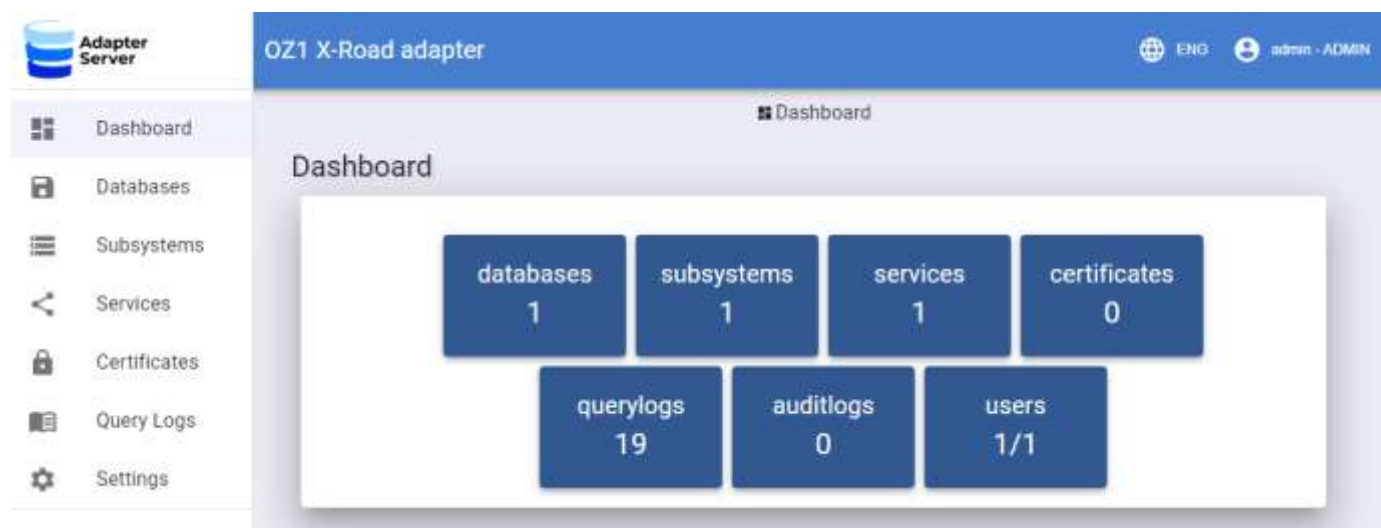 Adapter
Server
OZ1 X-Road adapter
ENG
admin - ADMIN
Dashboard
Dashboard
Databases
Subsystems
Services
Certificates
Query Logs
Settings
Dashboard
databases
1
subsystems
1
services
1
certificates
0
querylogs
19
auditlogs
0
users
1/1